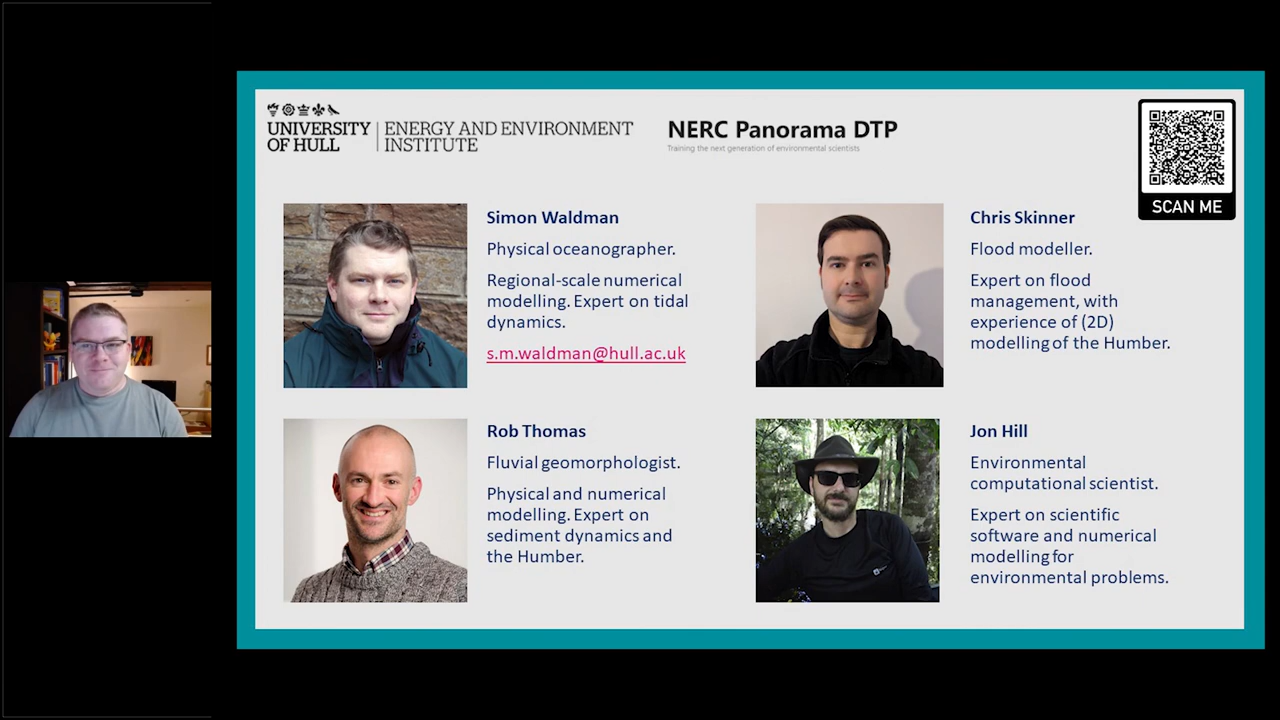 UNIVERSITY
OF HULL
ENERGY AND ENVIRONMENT
INSTITUTE
NERC Panorama DTP
Training the next generation of environmental scientists
SCAN ME
Simon Waldman
Physical oceanographer.
Regional-scale numerical
modelling. Expert on tidal
dynamics.
s.m.waldman@hull.ac.uk
Chris Skinner
Flood modeller.
Expert on flood
management, with
experience of (2D)
modelling of the Humber.
Rob Thomas
Fluvial geomorphologist.
Physical and numerical
modelling. Expert on
sediment dynamics and
the Humber.
Jon Hill
Environmental
computational scientist.
Expert on scientific
software and numerical
modelling for
environmental problems.